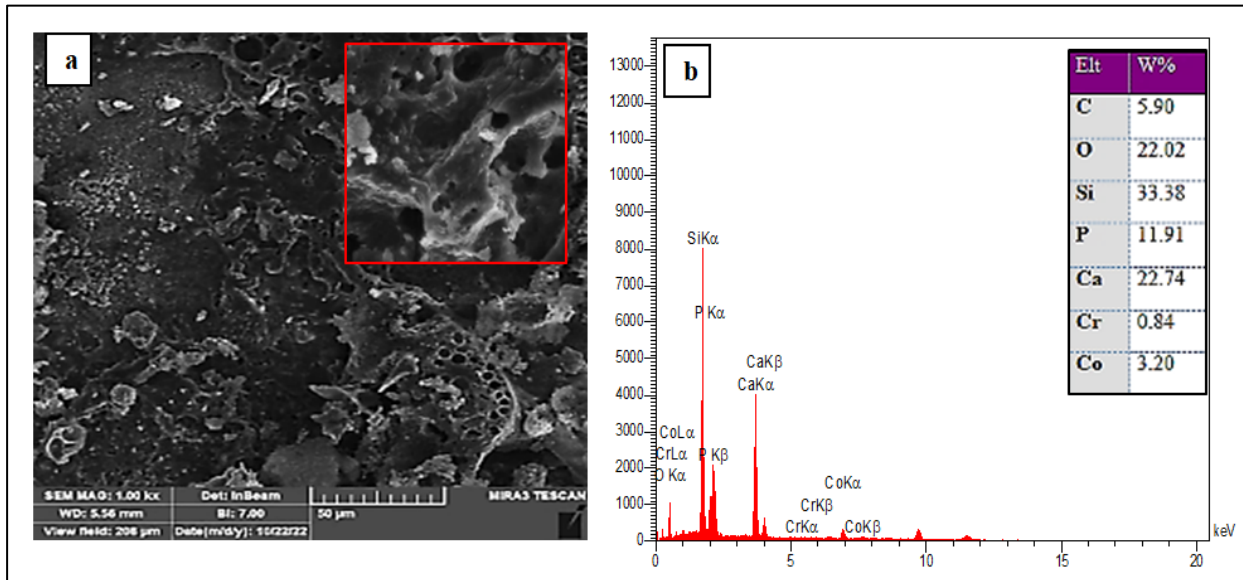 a
SEM MAG: 1.00 kx Det: InBeam MIRA3 TESCAN
WD: 5.56 mm BI: 7.00 50 µm
View field: 208 µm Date(m/d/y): 10/22/22
b
13000
12000
11000
10000
9000
8000
7000
6000
5000
4000
3000
2000
1000
0
SiKα
P Kα
CaKβ
CaKα
CoLα
CrLα
O Kα
P Kβ
CoKα
CrKβ
CrKα
CoKβ
keV
0 5 10 15 20
Elt W%
C 5.90
O 22.02
Si 33.38
P 11.91
Ca 22.74
Cr 0.84
Co 3.20